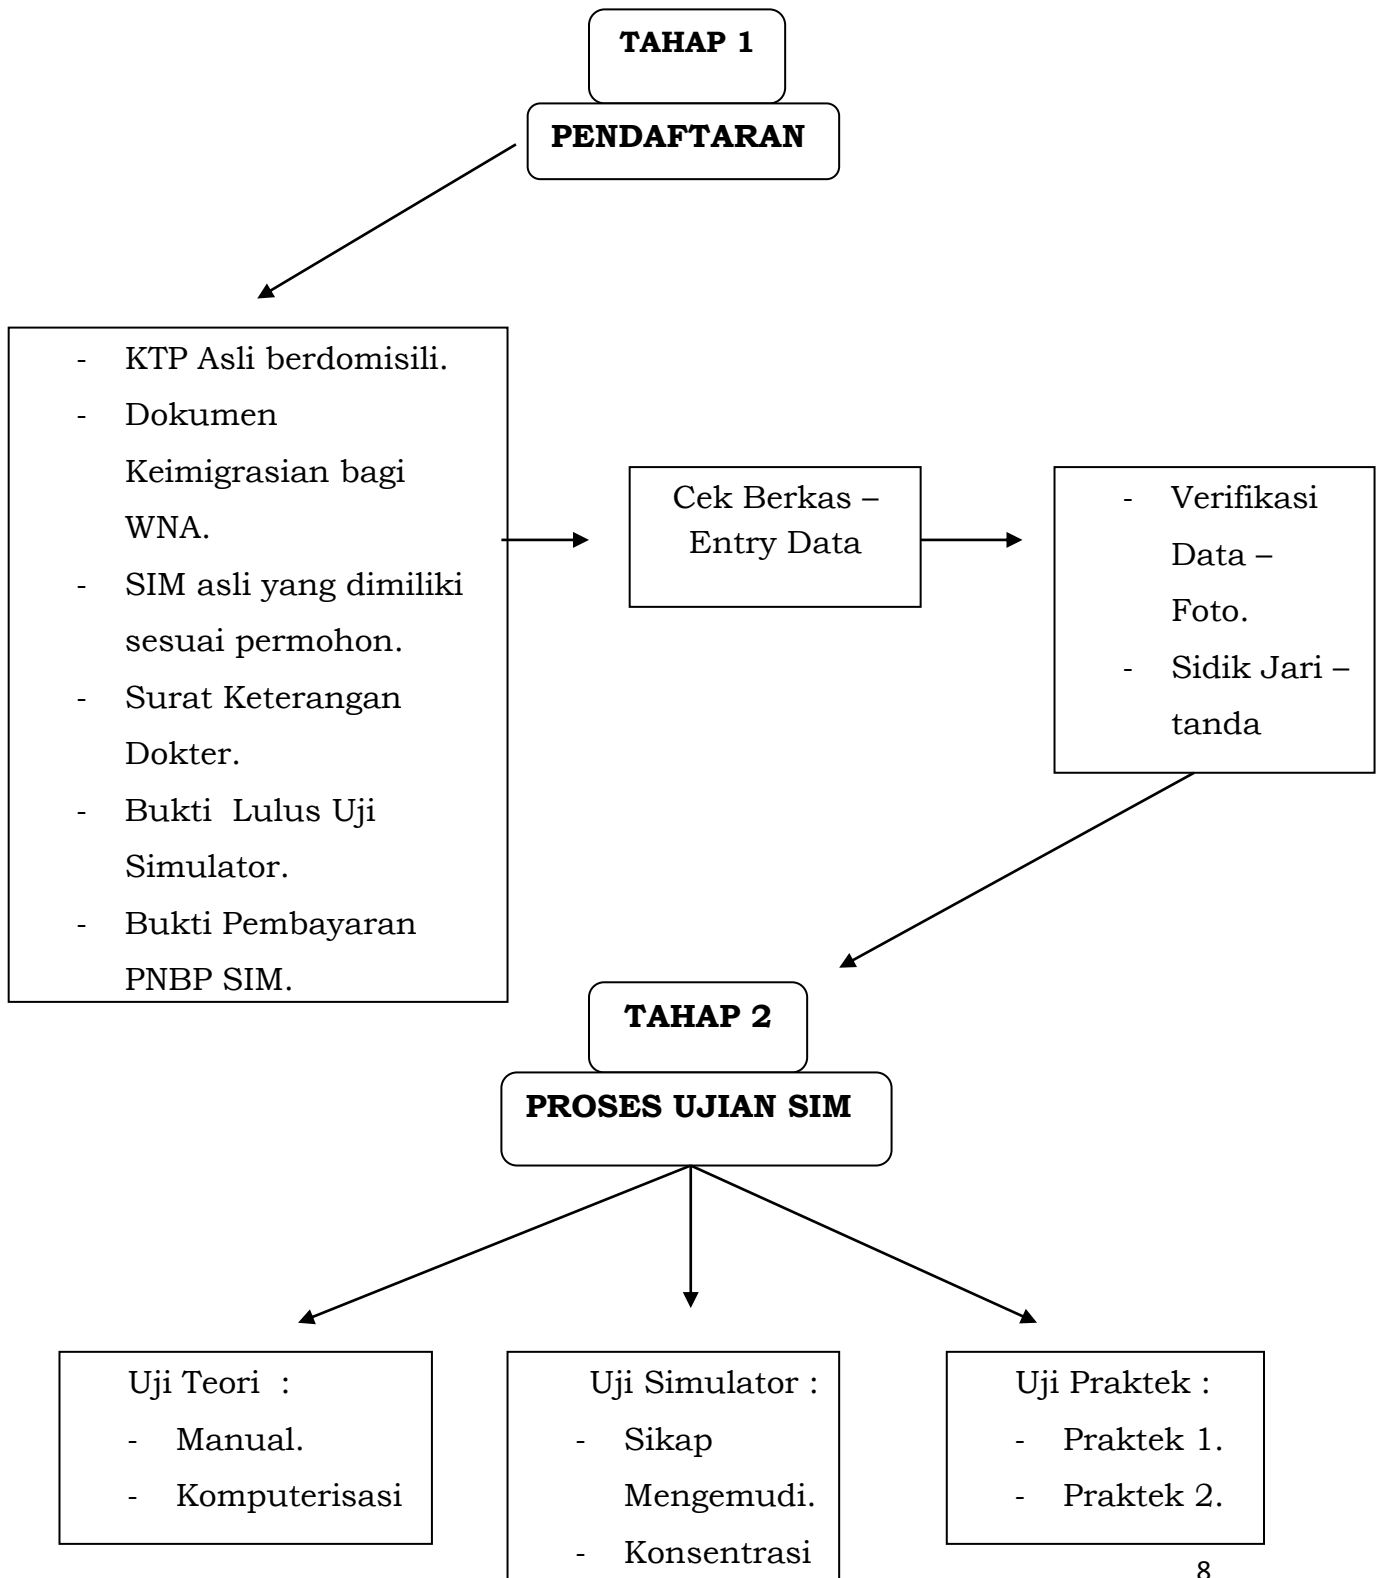 TAHAP 1
PENDAFTARAN
- KTP Asli berdomisili.
- Dokumen
Keimigrasian bagi
WNA.
- SIM asli yang dimiliki
sesuai permohon.
- Surat Keterangan
Dokter.
- Bukti  Lulus Uji
Simulator.
- Bukti Pembayaran
PNBP SIM.
Cek Berkas –
Entry Data
- Verifikasi
Data –
Foto.
- Sidik Jari –
tanda
TAHAP 2
PROSES UJIAN SIM
Uji Teori  :
- Manual.
- Komputerisasi
Uji Simulator :
- Sikap
Mengemudi.
- Konsentrasi
Uji Praktek :
- Praktek 1.
- Praktek 2.
8